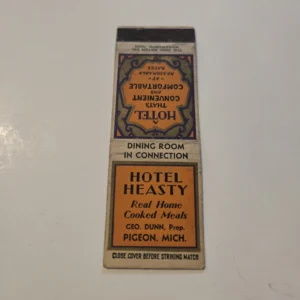 A
HOTEL
THAT'S
CONVENIENT
AND
COMFORTABLE
• AT •
REASONABLE
RATES
DINING ROOM
IN CONNECTION
HOTEL
HEASTY
Real Home
Cooked Meals
GEO. DUNN, Prop.
PIGEON, MICH.
CLOSE COVER BEFORE STRIKING MATCH